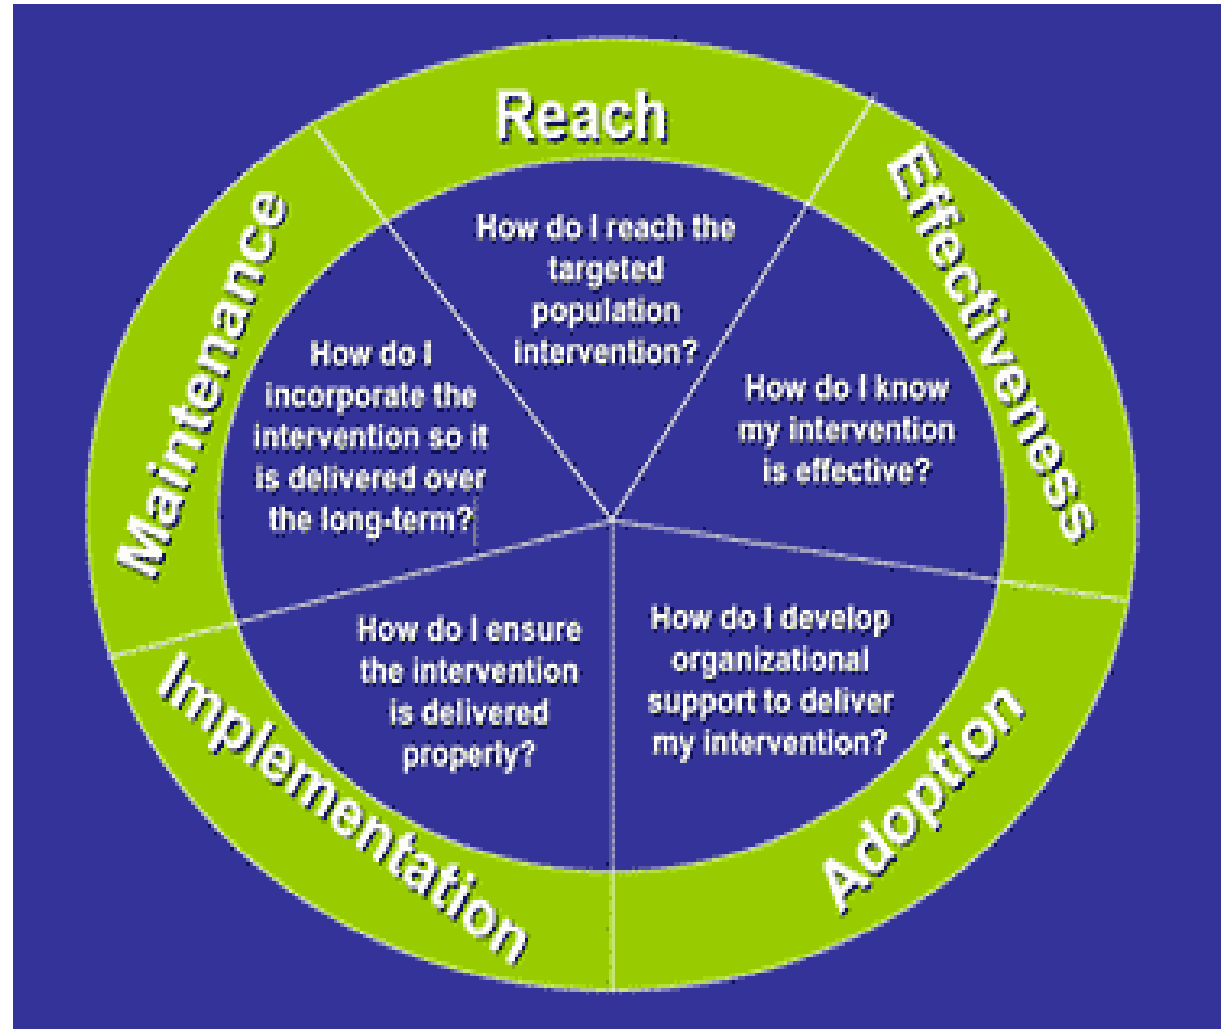 Reach
How do I reach the
targeted
population
intervention?
Effectiveness
How do I know
my intervention
is effective?
Adoption
How do I develop
organizational
support to deliver
my intervention?
Implementation
How do I ensure
the intervention
is delivered
properly?
Maintenance
How do I
incorporate the
intervention so it
is delivered over
the long-term?